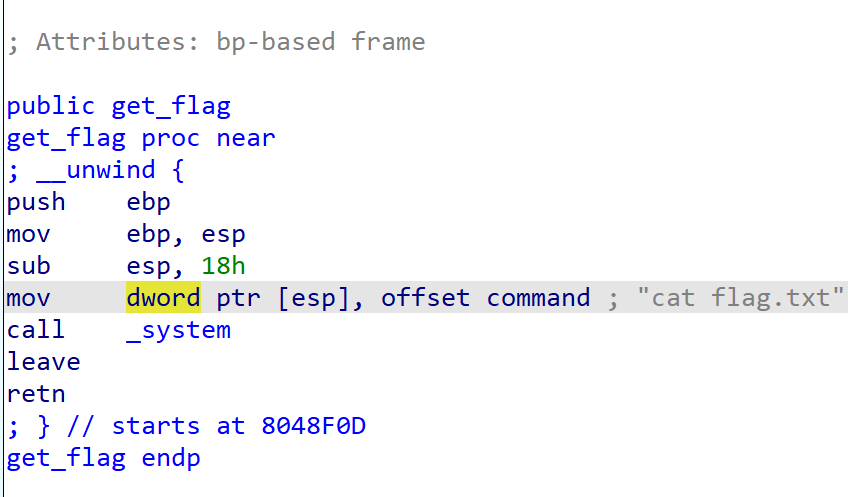 ; Attributes: bp-based frame
public get_flag
get_flag proc near
; __unwind {
push    ebp
mov     ebp, esp
sub     esp, 18h
mov     dword ptr [esp], offset command ; "cat flag.txt"
call    _system
leave
retn
; } // starts at 8048F0D
get_flag endp